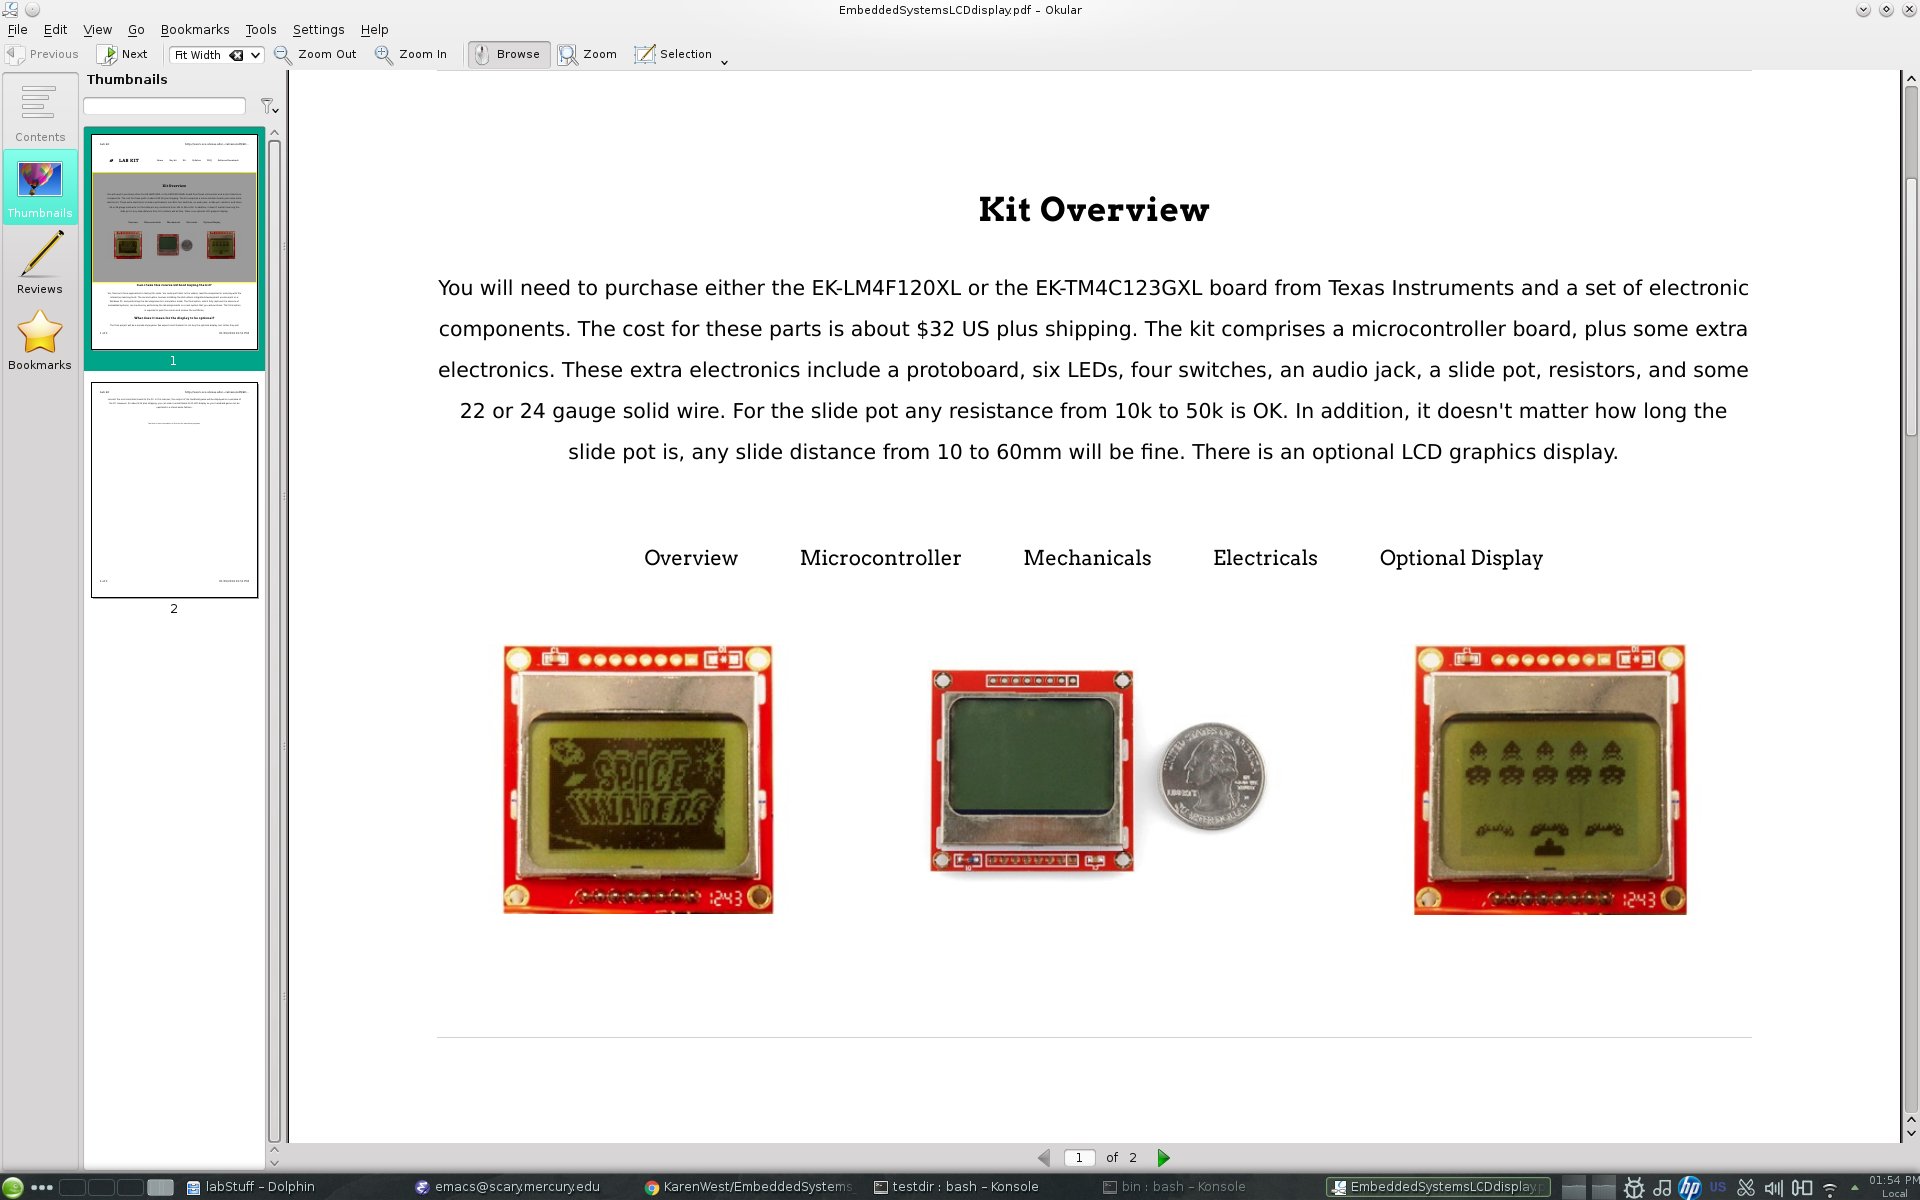 EmbeddedSystemsLCDdisplay.pdf – Okular
File Edit View Go Bookmarks Tools Settings Help
Previous Next Fit Width Zoom Out Zoom In Browse Zoom Selection
Thumbnails
Contents
Thumbnails
Reviews
Bookmarks
LAB KIT
Kit Overview
1
2
Kit Overview
You will need to purchase either the EK-LM4F120XL or the EK-TM4C123GXL board from Texas Instruments and a set of electronic
components. The cost for these parts is about $32 US plus shipping. The kit comprises a microcontroller board, plus some extra
electronics. These extra electronics include a protoboard, six LEDs, four switches, an audio jack, a slide pot, resistors, and some
22 or 24 gauge solid wire. For the slide pot any resistance from 10k to 50k is OK. In addition, it doesn't matter how long the
slide pot is, any slide distance from 10 to 60mm will be fine. There is an optional LCD graphics display.
Overview Microcontroller Mechanicals Electricals Optional Display
SPACE
INVADERS
1243
LIBERTY
1243
1 of 2
labStuff – Dolphin
emacs@scary.mercury.edu
KarenWest/EmbeddedSystems
testdir : bash – Konsole
bin : bash – Konsole
EmbeddedSystemsLCDdisplay.p
hp
US
01:54 PM
Local